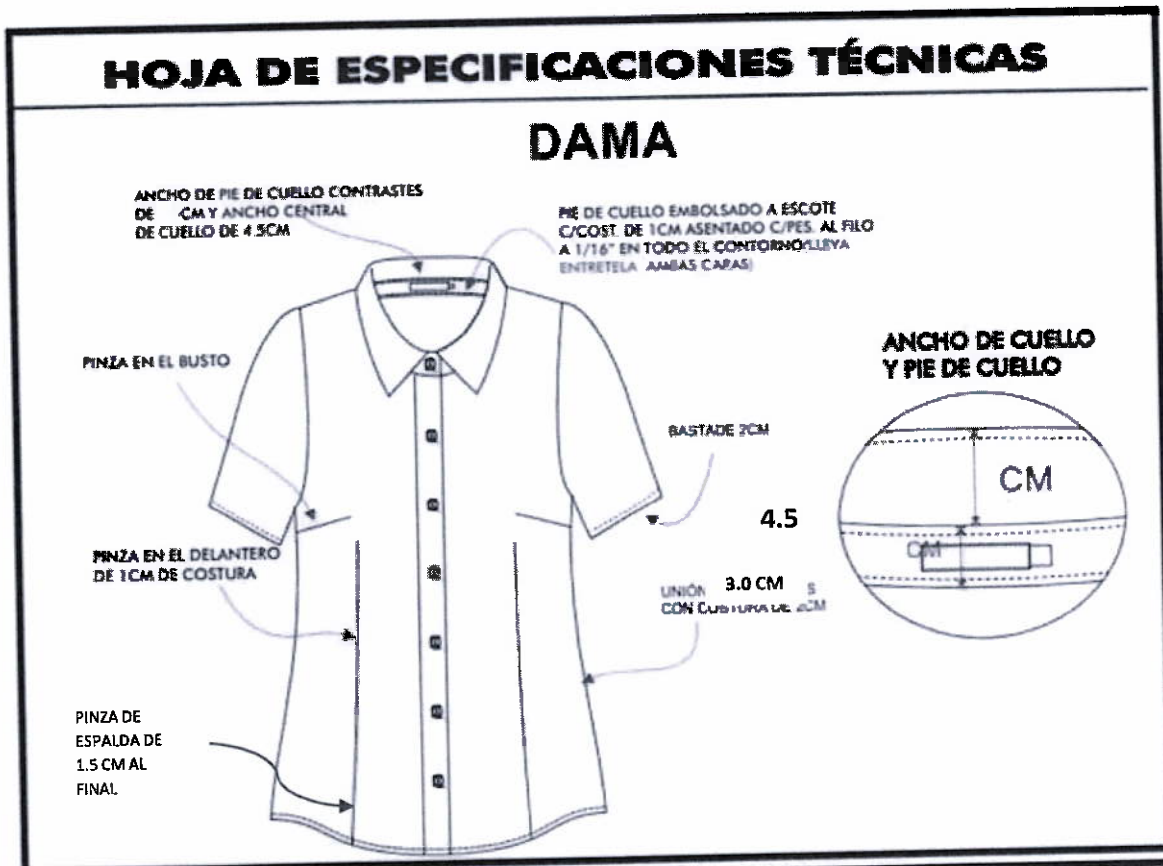 HOJA DE ESPECIFICACIONES TÉCNICAS
DAMA
ANCHO DE PIE DE CUELLO CONTRASTES
DE CM Y ANCHO CENTRAL
DE CUELLO DE 4.5CM
PIE DE CUELLO EMBOLSADO A ESCOTE
C/COST. DE 1CM ASENTADO C/PES. AL FILO
A 1/16" EN TODO EL CONTORNO(LLEVA
ENTRETELA AMBAS CARAS)
PINZA EN EL BUSTO
ANCHO DE CUELLO
Y PIE DE CUELLO
BASTADE 2CM
CM
4.5
CM
PINZA EN EL DELANTERO
DE 1CM DE COSTURA
UNIÓN 3.0 CM S
CON COSTURA DE 2CM
PINZA DE
ESPALDA DE
1.5 CM AL
FINAL